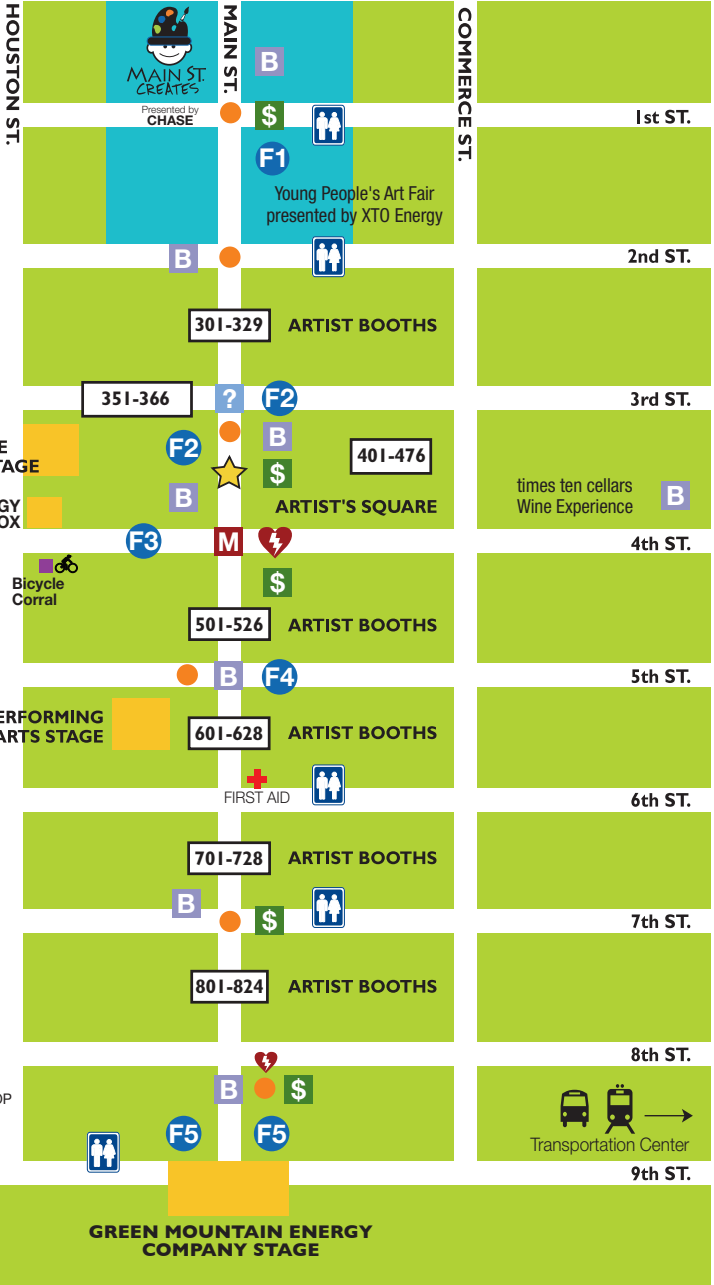 HOUSTON ST.
MAIN ST.
COMMERCE ST.
MAIN ST.
CREATES
Presented by
CHASE
B
$
1st ST.
F1
Young People's Art Fair
presented by XTO Energy
B
2nd ST.
301-329 ARTIST BOOTHS
351-366
?
F2
3rd ST.
F2
B
401-476
$
TAGE
B
ARTIST'S SQUARE
times ten cellars
Wine Experience
B
GY
OX
F3
M
4th ST.
Bicycle
Corral
$
501-526 ARTIST BOOTHS
B
F4
5th ST.
ERFORMING
ARTS STAGE
601-628 ARTIST BOOTHS
FIRST AID
6th ST.
701-728 ARTIST BOOTHS
B
$
7th ST.
801-824 ARTIST BOOTHS
8th ST.
B
$
OP
F5
F5
Transportation Center
9th ST.
GREEN MOUNTAIN ENERGY
COMPANY STAGE